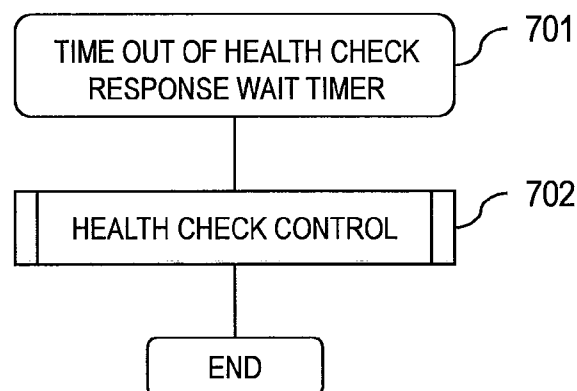 TIME OUT OF HEALTH CHECK
RESPONSE WAIT TIMER
701
HEALTH CHECK CONTROL
702
END